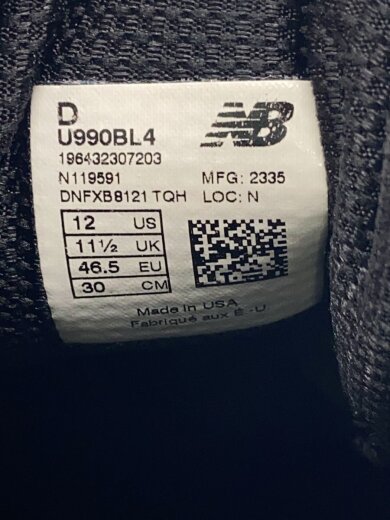 D
NB
U990BL4
196432307203
N119591 MFG: 2335
DNFXB8121 TQH LOC: N
12 US
11½ UK
46.5 EU
30 CM
Made in USA
Fabriqué aux É.-U